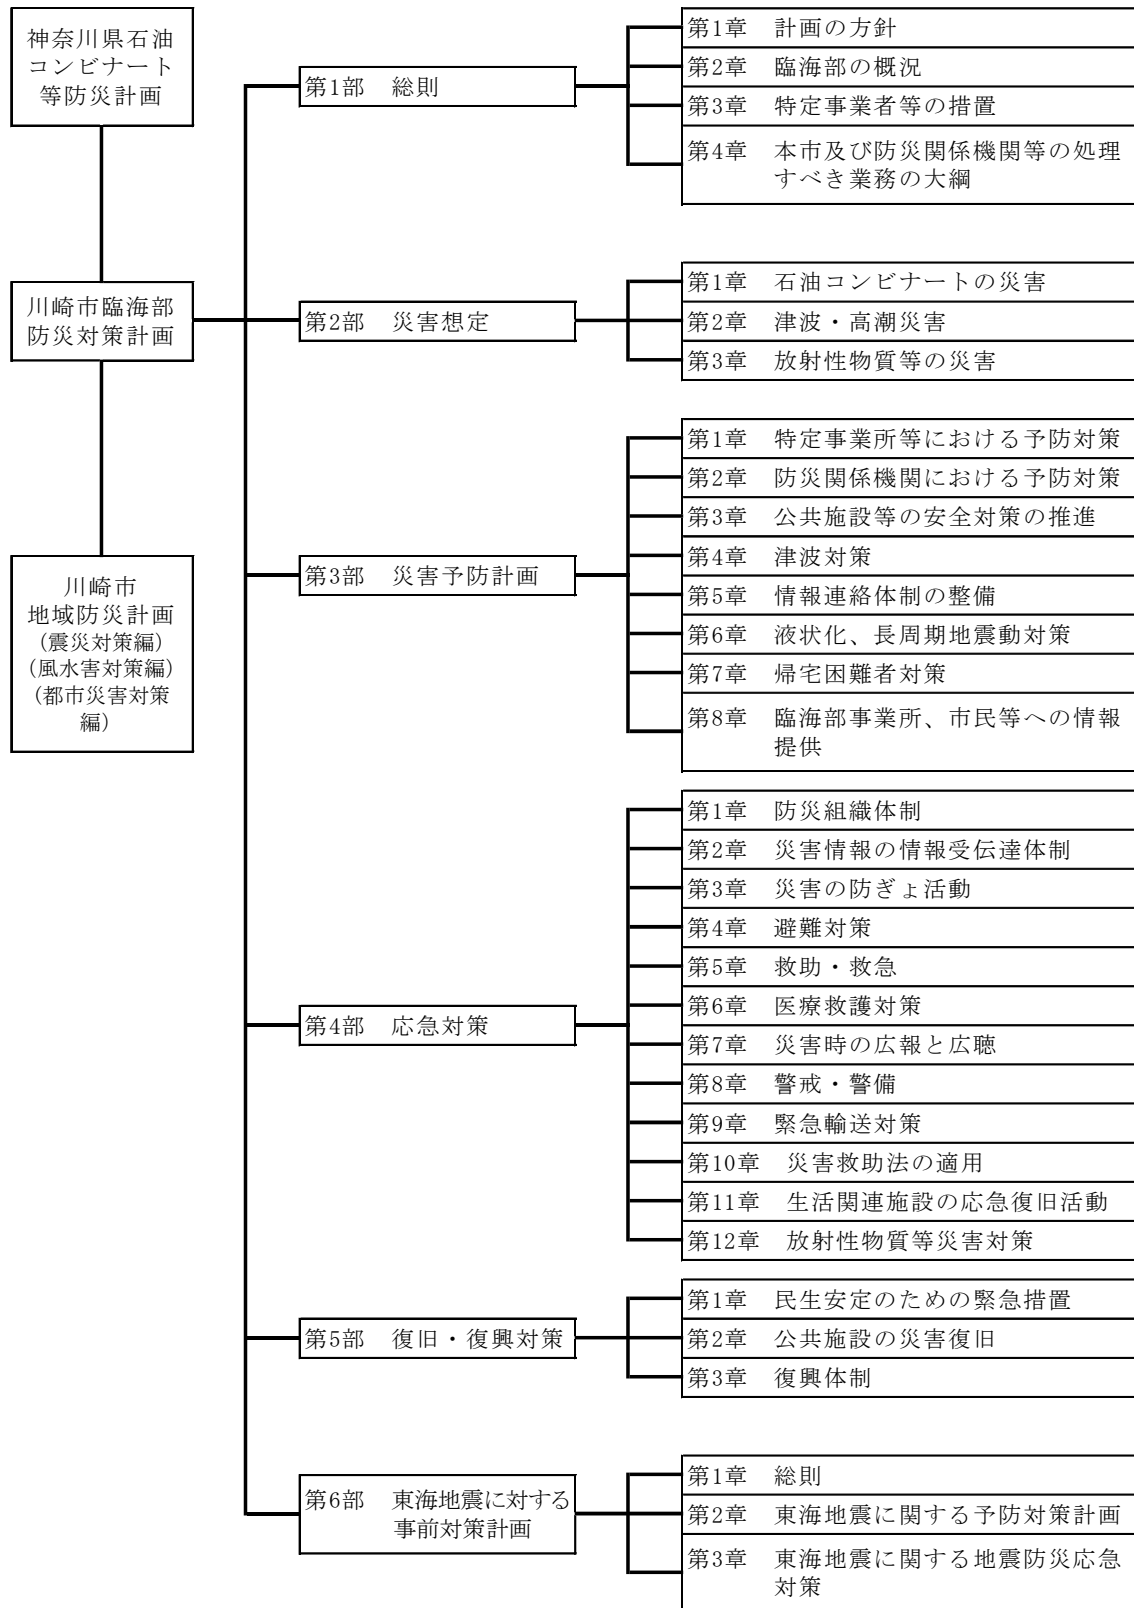 神奈川県石油
コンビナート
等防災計画
川崎市臨海部
防災対策計画
川崎市
地域防災計画
(震災対策編)
(風水害対策編)
(都市災害対策
編)
第1部 総則
第1章 計画の方針
第2章 臨海部の概況
第3章 特定事業者等の措置
第4章 本市及び防災関係機関等の処理
すべき業務の大綱
第2部 災害想定
第1章 石油コンビナートの災害
第2章 津波・高潮災害
第3章 放射性物質等の災害
第3部 災害予防計画
第1章 特定事業所等における予防対策
第2章 防災関係機関における予防対策
第3章 公共施設等の安全対策の推進
第4章 津波対策
第5章 情報連絡体制の整備
第6章 液状化、長周期地震動対策
第7章 帰宅困難者対策
第8章 臨海部事業所、市民等への情報
提供
第4部 応急対策
第1章 防災組織体制
第2章 災害情報の情報受伝達体制
第3章 災害の防ぎょ活動
第4章 避難対策
第5章 救助・救急
第6章 医療救護対策
第7章 災害時の広報と広聴
第8章 警戒・警備
第9章 緊急輸送対策
第10章 災害救助法の適用
第11章 生活関連施設の応急復旧活動
第12章 放射性物質等災害対策
第5部 復旧・復興対策
第1章 民生安定のための緊急措置
第2章 公共施設の災害復旧
第3章 復興体制
第6部 東海地震に対する
事前対策計画
第1章 総則
第2章 東海地震に関する予防対策計画
第3章 東海地震に関する地震防災応急
対策